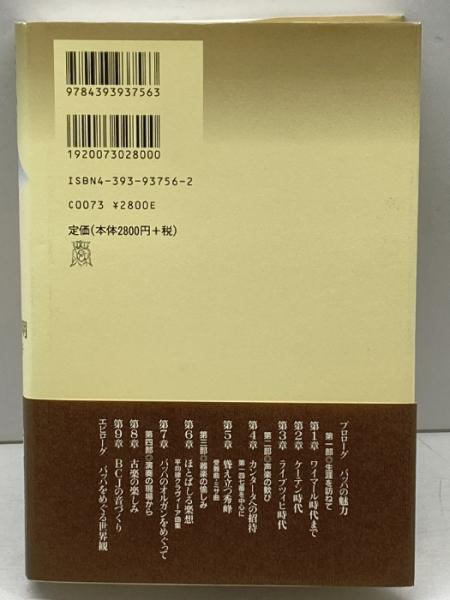 9784393937563
1920073028000
ISBN4-393-93756-2
C0073 ¥2800E
定価(本体2800円+税)
明
プロローグ バッハの魅力
第一部◎生涯を訪ねて
第1章 ワイマール時代まで
第2章 ケーテン時代
第3章 ライプツィヒ時代
第二部◎声楽の歓び
第4章 カンタータへの招待
第一四七番を中心に
第5章 聳え立つ秀峰
受難曲・ミサ曲
第三部◎器楽の愉しみ
第6章 ほとばしる楽想
平均律クラヴィーア曲集
第7章 バッハのオルガンをめぐって
第四部◎演奏の現場から
第8章 古楽の楽しみ
第9章 BCJの音づくり
エピローグ バッハをめぐる世界観